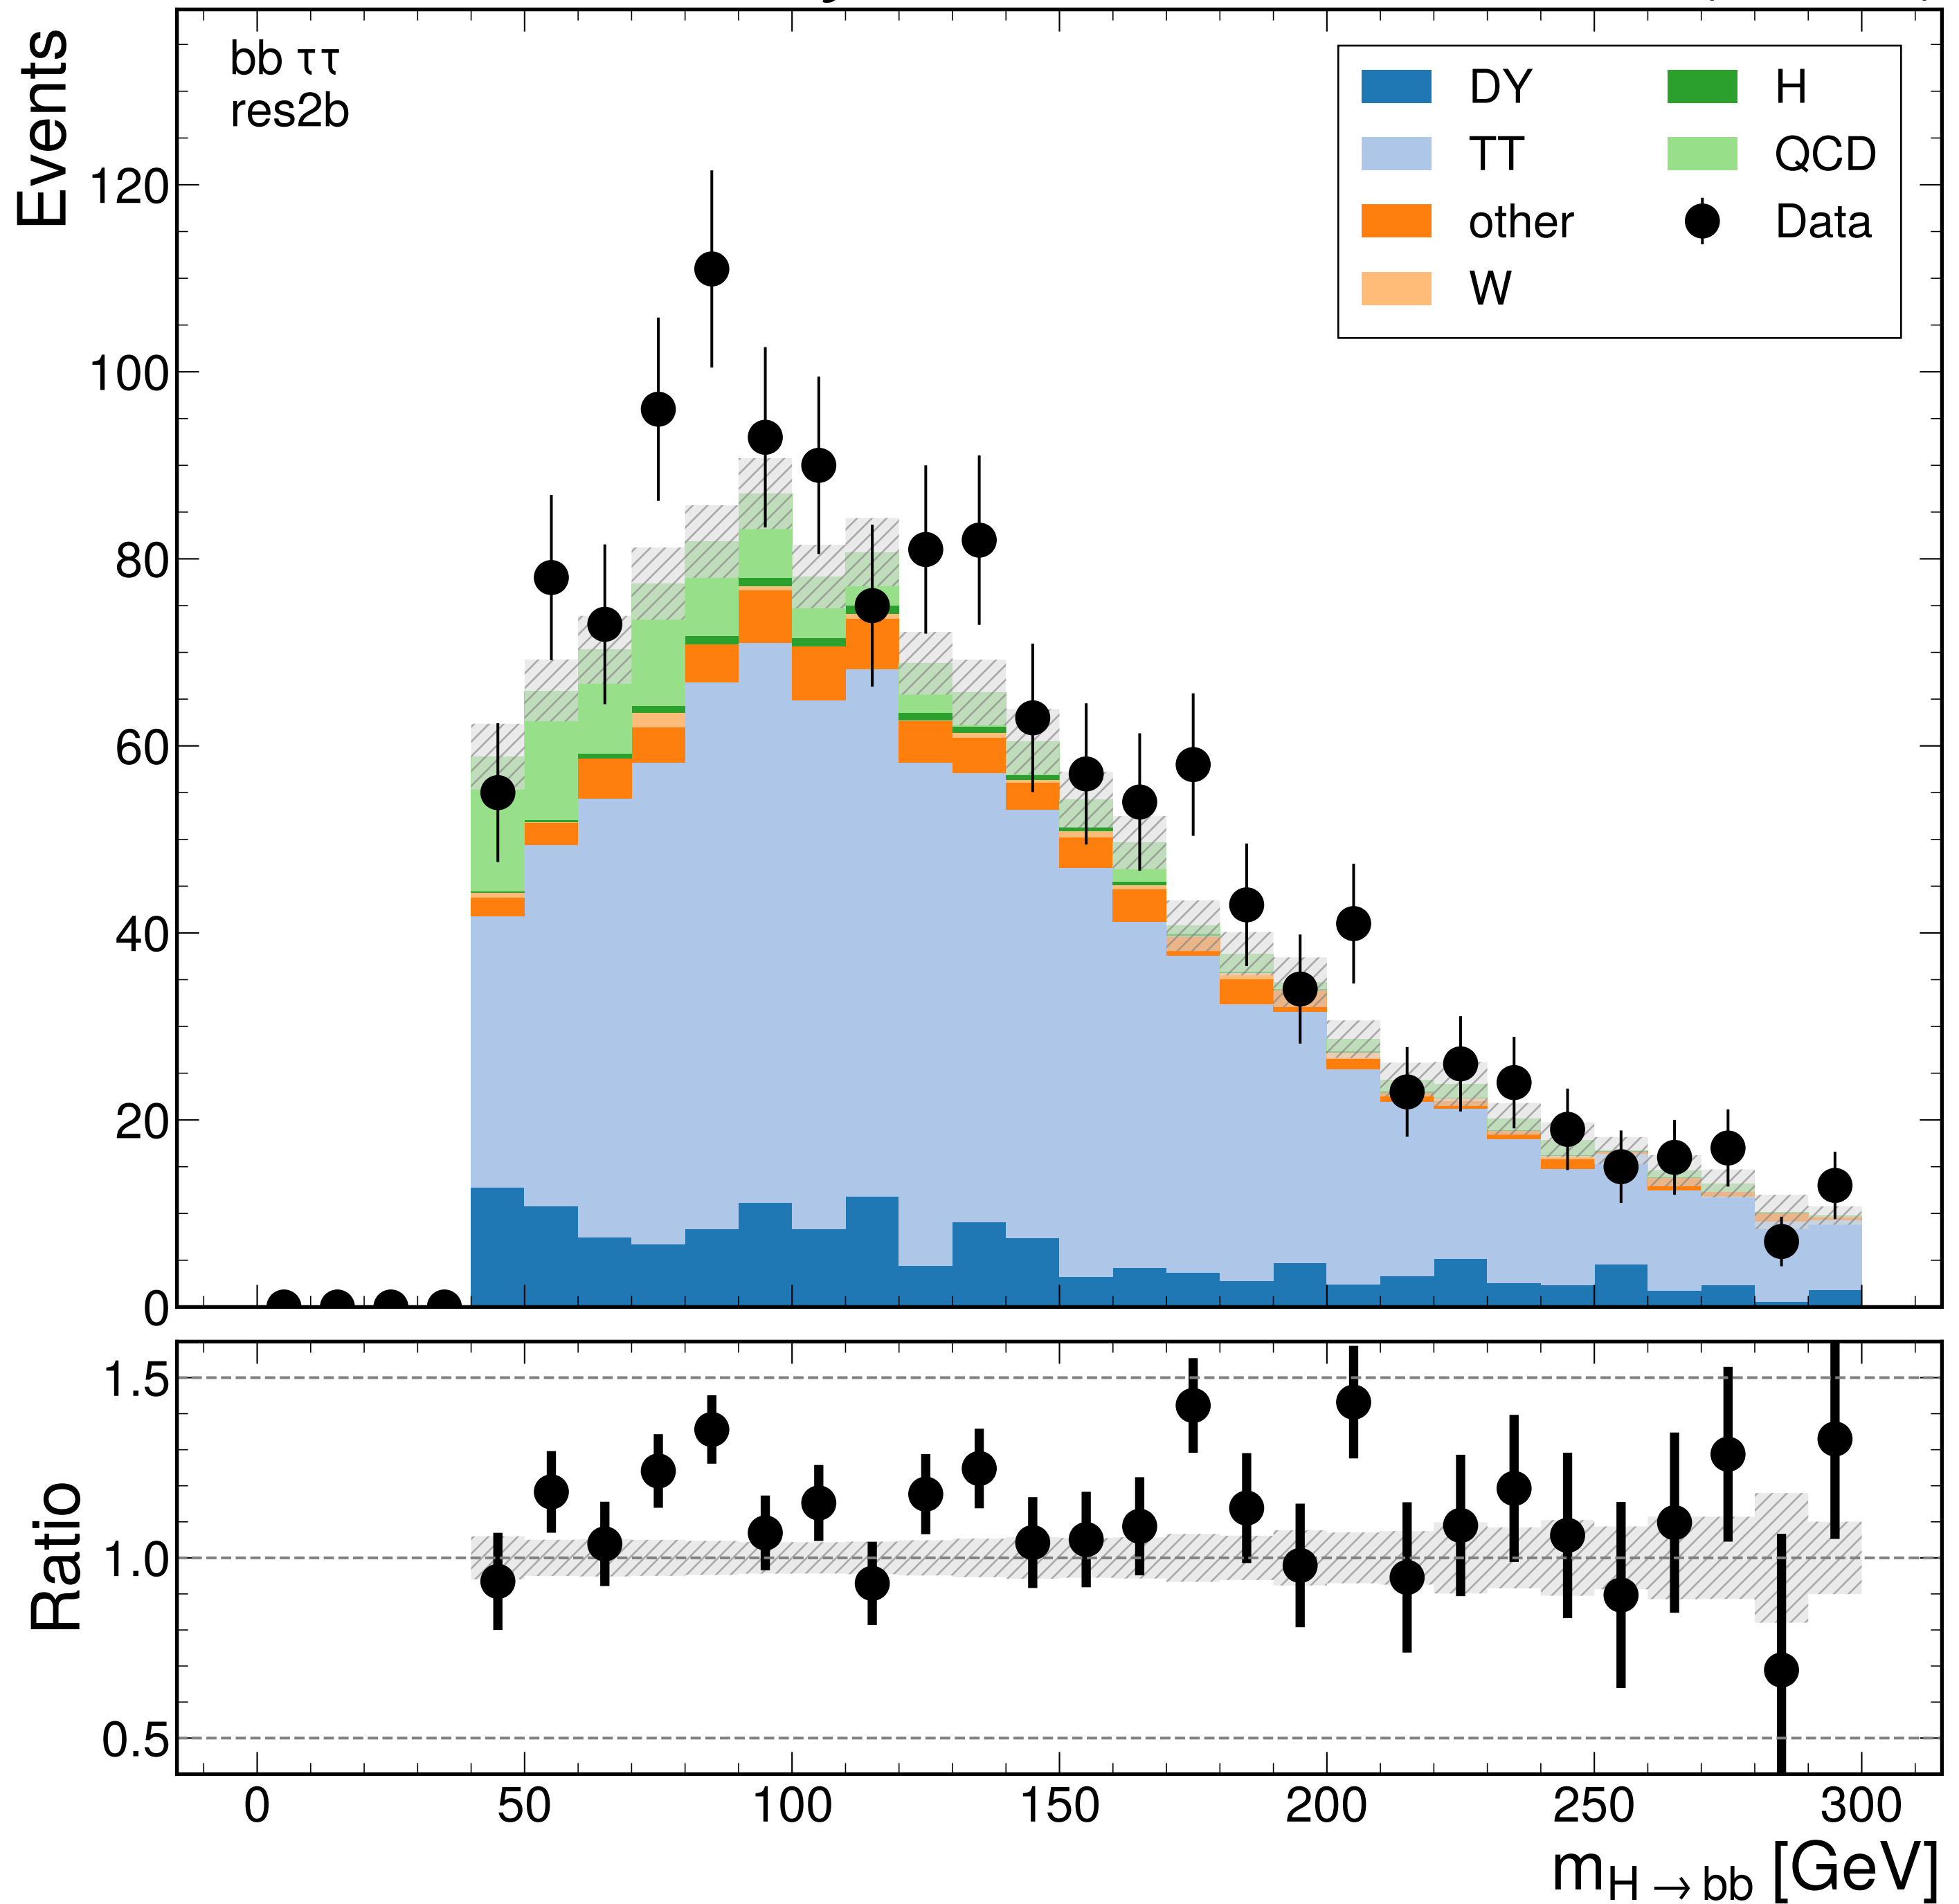 bb ττ
res2b
DY
TT
other
W
H
QCD
Data
Events
120
100
80
60
40
20
0
Ratio
1.5
1.0
0.5
0 50 100 150 200 250 300
m H → bb [GeV]